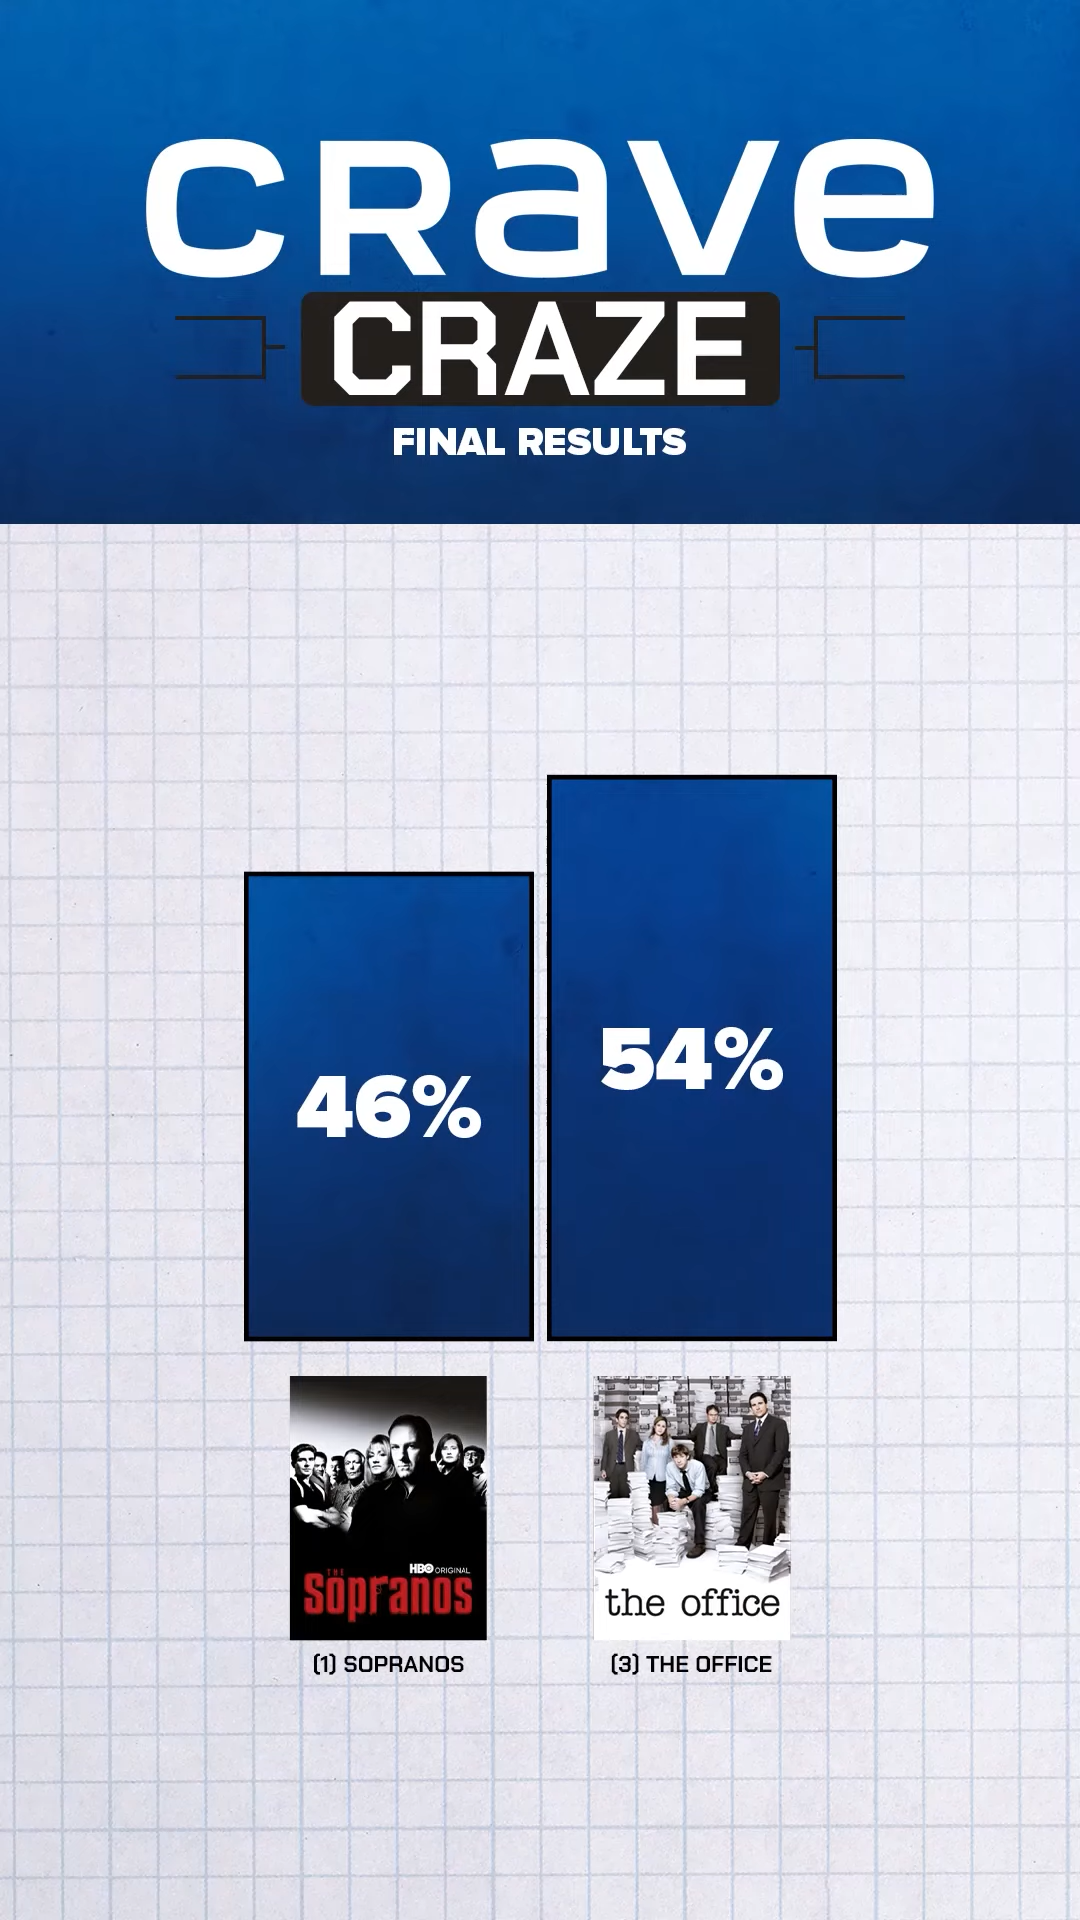 crave
CRAZE
FINAL RESULTS
54%
46%
HBO ORIGINAL
THE
Sopranos
the office
(1) SOPRANOS
(3) THE OFFICE